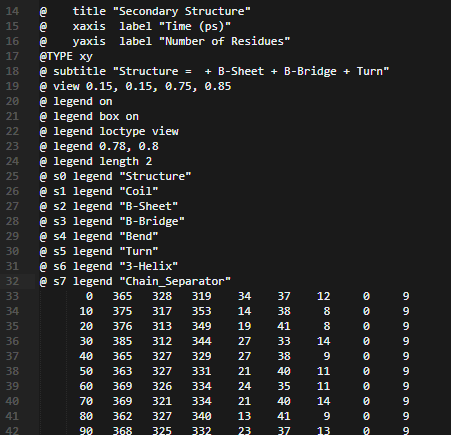 14 @    title "Secondary Structure"
15 @    xaxis  label "Time (ps)"
16 @    yaxis  label "Number of Residues"
17 @TYPE xy
18 @ subtitle "Structure =  + B-Sheet + B-Bridge + Turn"
19 @ view 0.15, 0.15, 0.75, 0.85
20 @ legend on
21 @ legend box on
22 @ legend loctype view
23 @ legend 0.78, 0.8
24 @ legend length 2
25 @ s0 legend "Structure"
26 @ s1 legend "Coil"
27 @ s2 legend "B-Sheet"
28 @ s3 legend "B-Bridge"
29 @ s4 legend "Bend"
30 @ s5 legend "Turn"
31 @ s6 legend "3-Helix"
32 @ s7 legend "Chain_Separator"
33        0   365   328   319    34    37    12     0     9
34       10   375   317   353    14    38     8     0     9
35       20   376   313   349    19    41     8     0     9
36       30   385   312   344    27    33    14     0     9
37       40   365   327   329    27    38     9     0     9
38       50   363   327   331    21    40    11     0     9
39       60   369   326   334    24    35    11     0     9
40       70   369   321   334    21    40    14     0     9
41       80   362   327   340    13    41     9     0     9
42       90   368   325   332    23    37    13     0     9